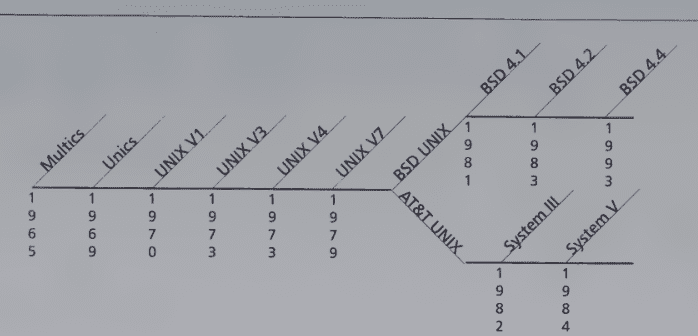 Multics
Unics
UNIX V1
UNIX V3
UNIX V4
UNIX V7
1965
1969
1970
1973
1973
1979
BSD UNIX
BSD 4.1
BSD 4.2
BSD 4.4
1981
1983
1993
AT&T UNIX
System III
System V
1982
1984